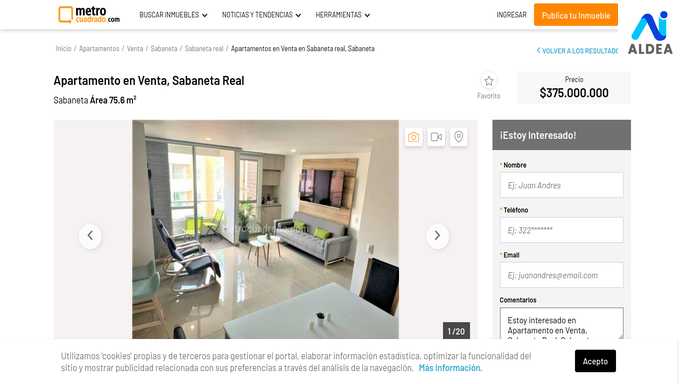 metro
cuadrado.com
BUSCAR INMUEBLES
NOTICIAS Y TENDENCIAS
HERRAMIENTAS
INGRESAR
Publica tu Inmueble
ALDEA
Inicio / Apartamentos / Venta / Sabaneta / Sabaneta real / Apartamentos en Venta en Sabaneta real, Sabaneta
VOLVER A LOS RESULTADO
Apartamento en Venta, Sabaneta Real
Sabaneta Área 75.6 m²
Favorito
Precio
$375.000.000
metrocuadrado.com
1/20
¡Estoy Interesado!
* Nombre
Ej: Juan Andres
* Teléfono
Ej: 322*******
* Email
Ej: juanandres@email.com
Comentarios
Estoy interesado en
Apartamento en Venta,
Utilizamos 'cookies' propias y de terceros para gestionar el portal, elaborar información estadística, optimizar la funcionalidad del
sitio y mostrar publicidad relacionada con sus preferencias a través del análisis de la navegación. Más Información.
Acepto